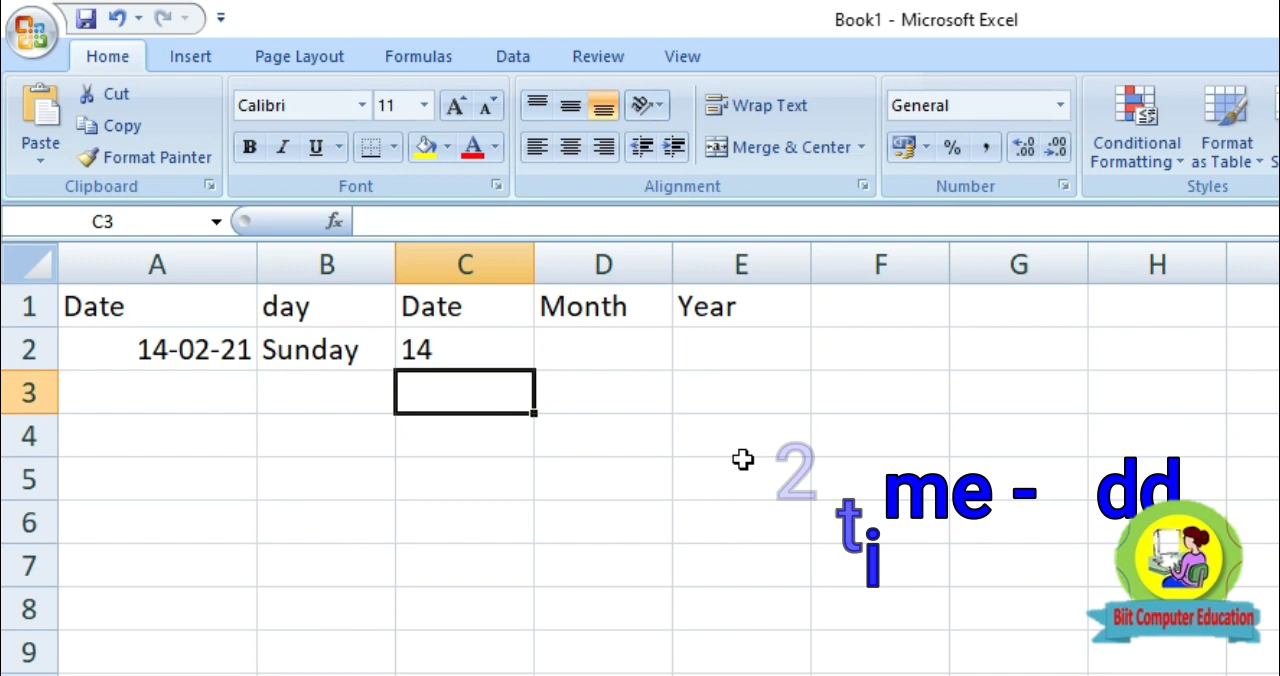 Book1 - Microsoft Excel
Home Insert Page Layout Formulas Data Review View
Paste
Cut
Copy
Format Painter
Clipboard
Calibri 11 A A
B I U A
Font
Wrap Text
Merge & Center
Alignment
General
% , .00 .0
Number
Conditional Formatting
Format as Table
Styles
C3 fx
A B C D E F G H
1 Date day Date Month Year
2 14-02-21 Sunday 14
3
4
5
6
7
8
9
2 time - dd
Biit Computer Education